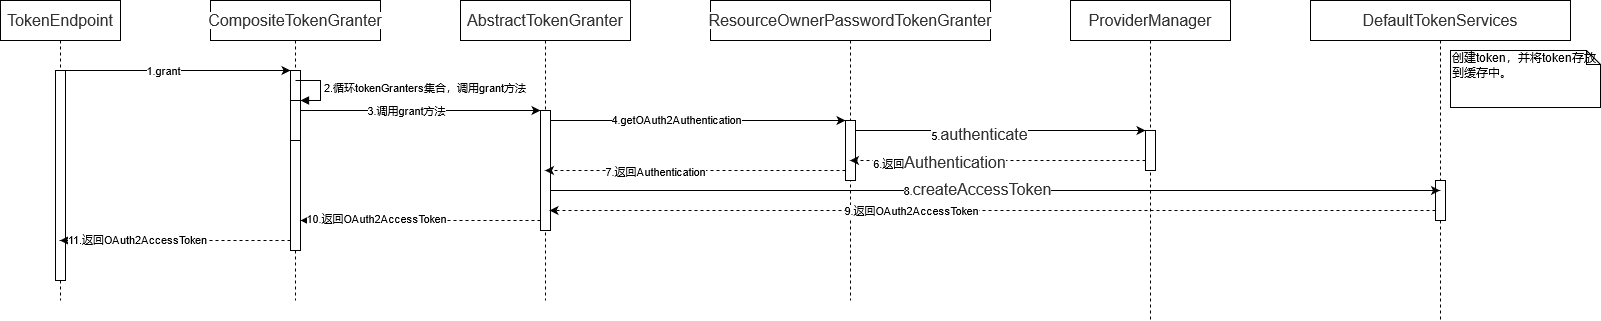 TokenEndpoint
CompositeTokenGranter
AbstractTokenGranter
ResourceOwnerPasswordTokenGranter
ProviderManager
DefaultTokenServices
创建token，并将token存放
到缓存中。
1.grant
2.循环tokenGranters集合，调用grant方法
3.调用grant方法
4.getOAuth2Authentication
5.authenticate
6.返回Authentication
7.返回Authentication
8.createAccessToken
9.返回OAuth2AccessToken
10.返回OAuth2AccessToken
11.返回OAuth2AccessToken